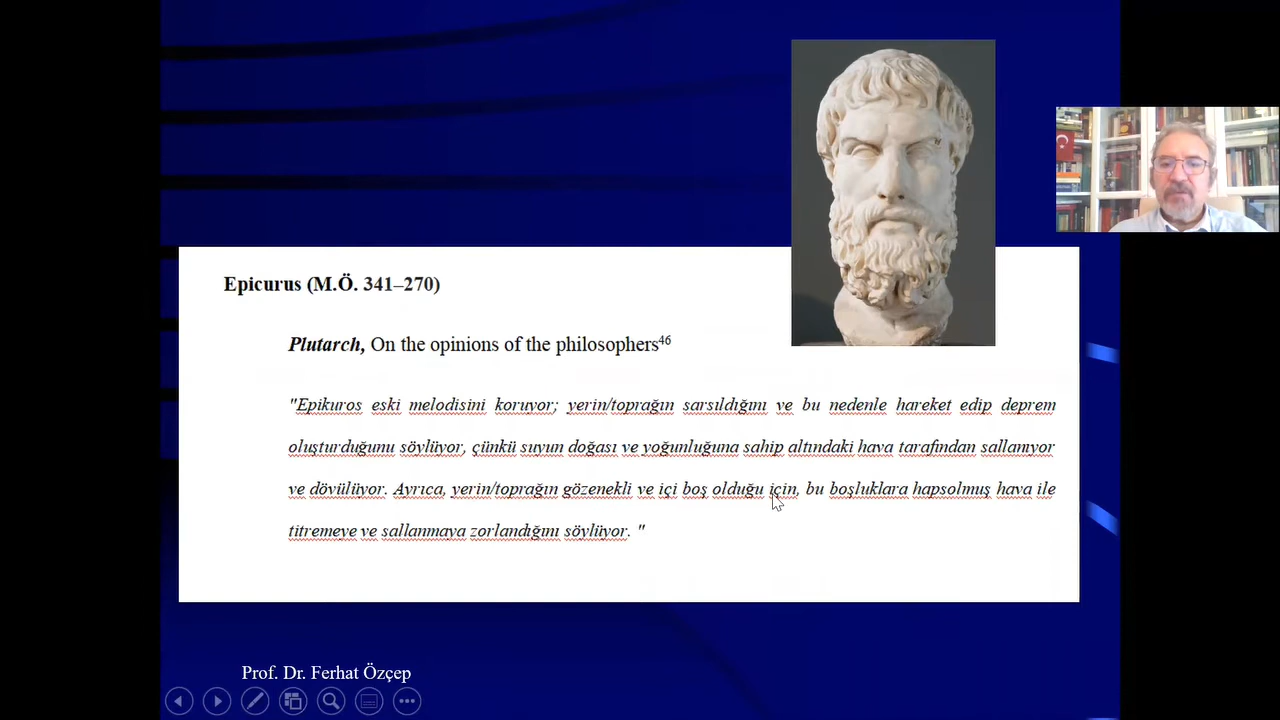 Epicurus (M.Ö. 341–270)
Plutarch, On the opinions of the philosophers46
"Epikuros eski melodisini koruyor; yerin/toprağın sarsıldığını ve bu nedenle hareket edip deprem
oluşturduğunu söylüyor, çünkü suyun doğası ve yoğunluğuna sahip altındaki hava tarafından sallanıyor
ve dövülüyor. Ayrıca, yerin/toprağın gözenekli ve içi boş olduğu için, bu boşluklara hapsolmuş hava ile
titremeye ve sallanmaya zorlandığını söylüyor. "
Prof. Dr. Ferhat Özçep